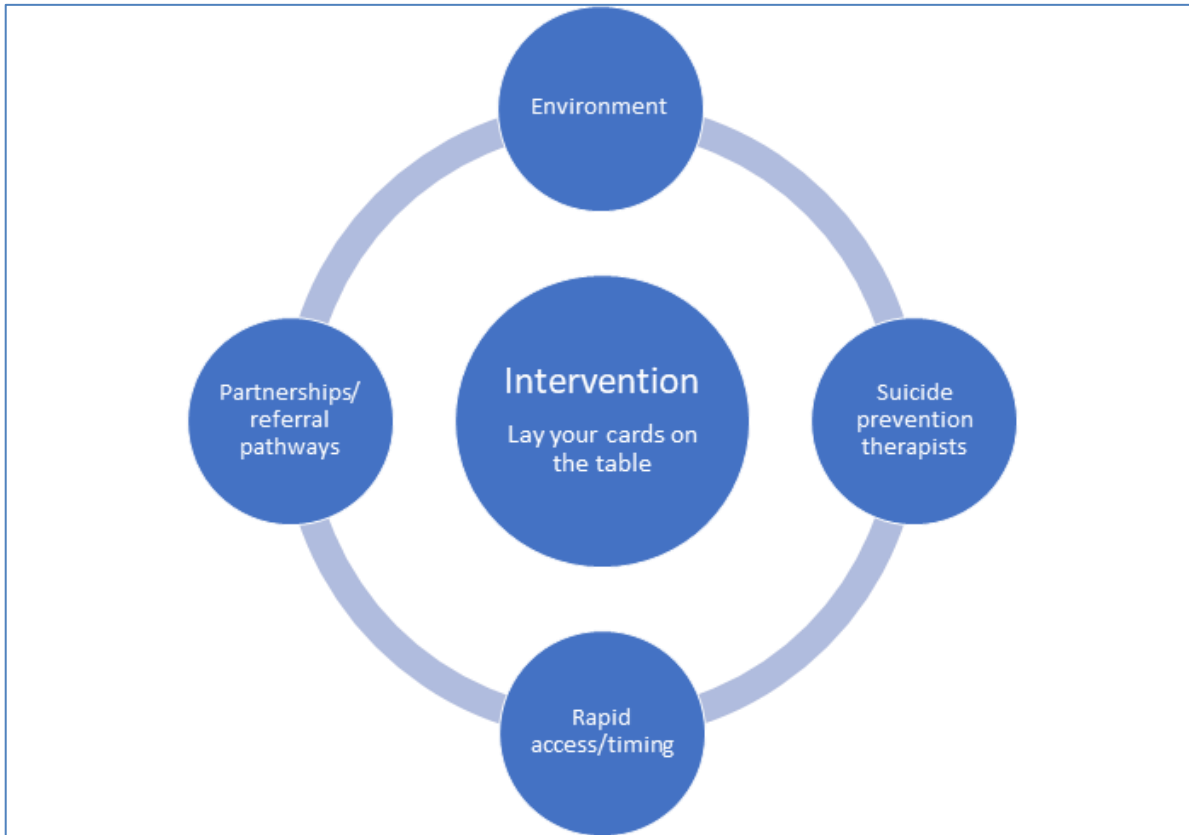 Environment
Partnerships/
referral
pathways
Intervention
Lay your cards on
the table
Suicide
prevention
therapists
Rapid
access/timing